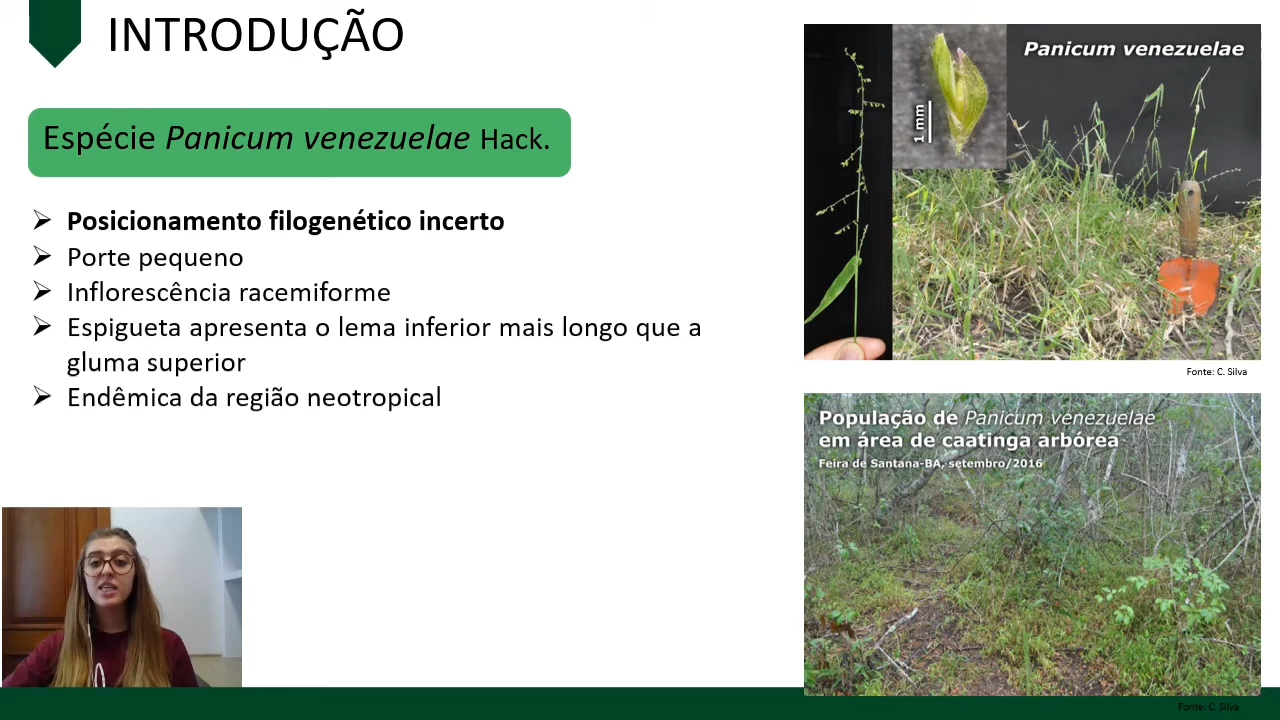 INTRODUÇÃO
Espécie Panicum venezuelae Hack.
➢ Posicionamento filogenético incerto
➢ Porte pequeno
➢ Inflorescência racemiforme
➢ Espigueta apresenta o lema inferior mais longo que a
gluma superior
➢ Endêmica da região neotropical
Panicum venezuelae
1 mm
Fonte: C. Silva
População de Panicum venezuelae
em área de caatinga arbórea
Feira de Santana-BA, setembro/2016
Fonte: C. Silva